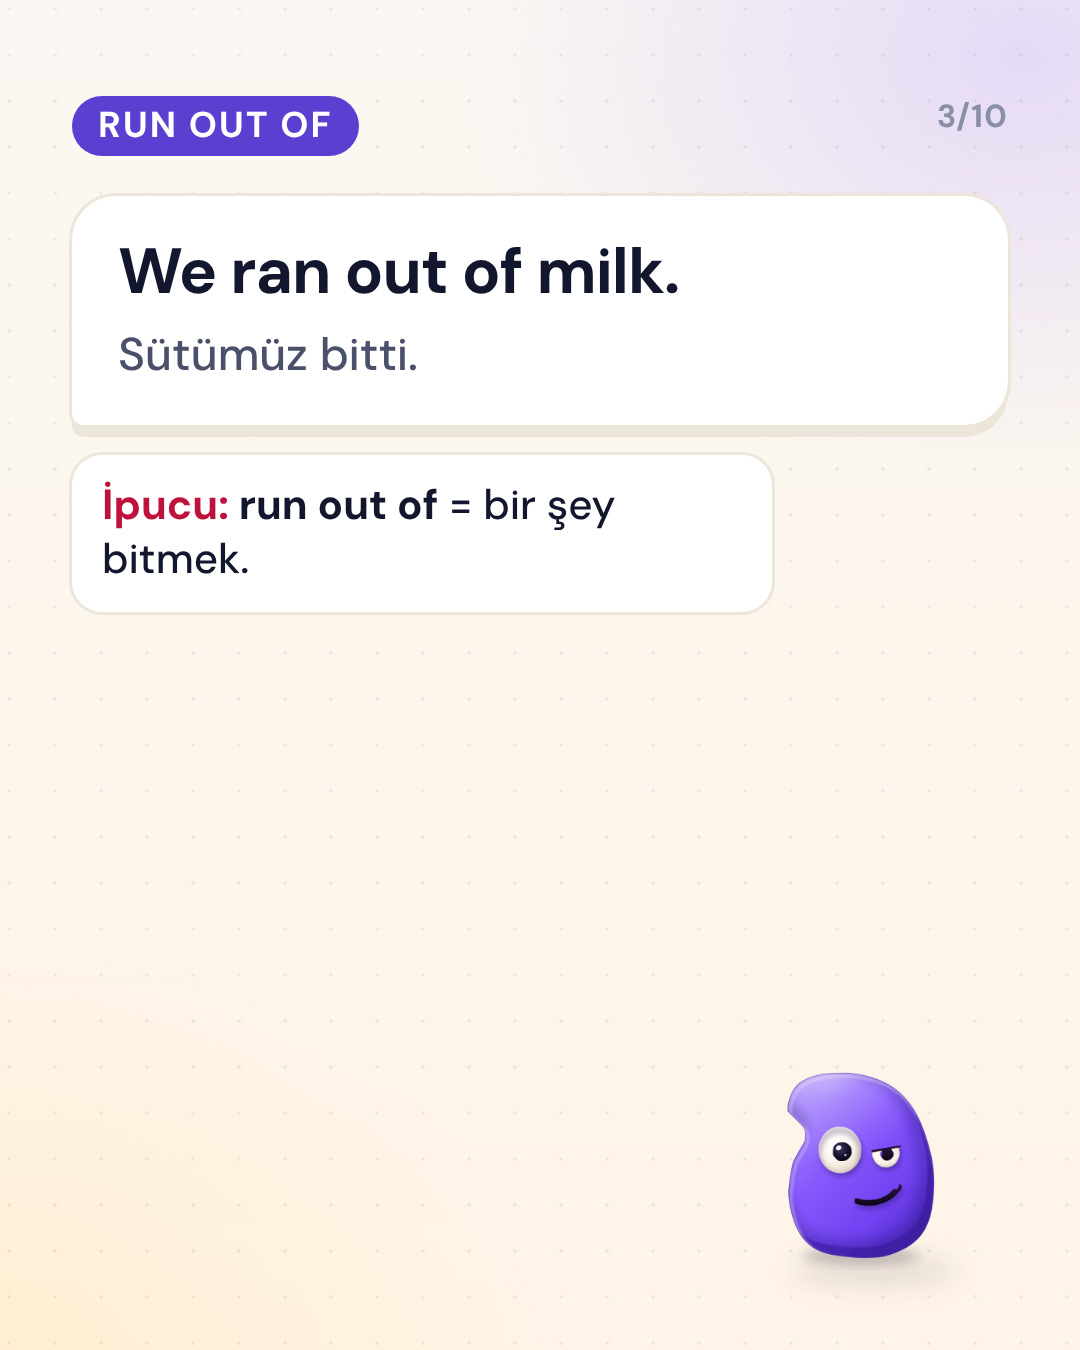 RUN OUT OF
3/10
We ran out of milk.
Sütümüz bitti.
İpucu: run out of = bir şey
bitmek.